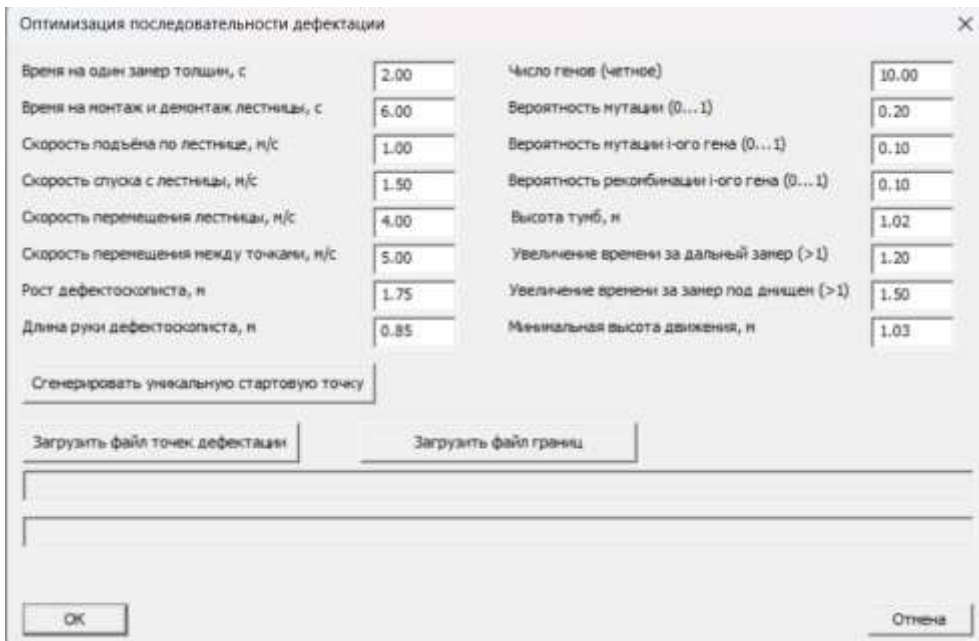 Оптимизация последовательности дефектации
Время на один замер толщин, с 2.00
Число генов (четное) 10.00
Время на монтаж и демонтаж лестницы, с 6.00
Вероятность мутации (0...1) 0.20
Скорость подъёма по лестнице, м/с 1.00
Вероятность мутации i-ого гена (0...1) 0.10
Скорость спуска с лестницы, м/с 1.50
Вероятность рекомбинации i-ого гена (0...1) 0.10
Скорость перемещения лестницы, м/с 4.00
Высота тумб, м 1.02
Скорость перемещения между точками, м/с 5.00
Увеличение времени за дальный замер (>1) 1.20
Рост дефектоскописта, м 1.75
Увеличение времени за замер под днищем (>1) 1.50
Длина руки дефектоскописта, м 0.85
Минимальная высота движения, м 1.03
Сгенерировать уникальную стартовую точку
Загрузить файл точек дефектации
Загрузить файл границ
OK
Отмена